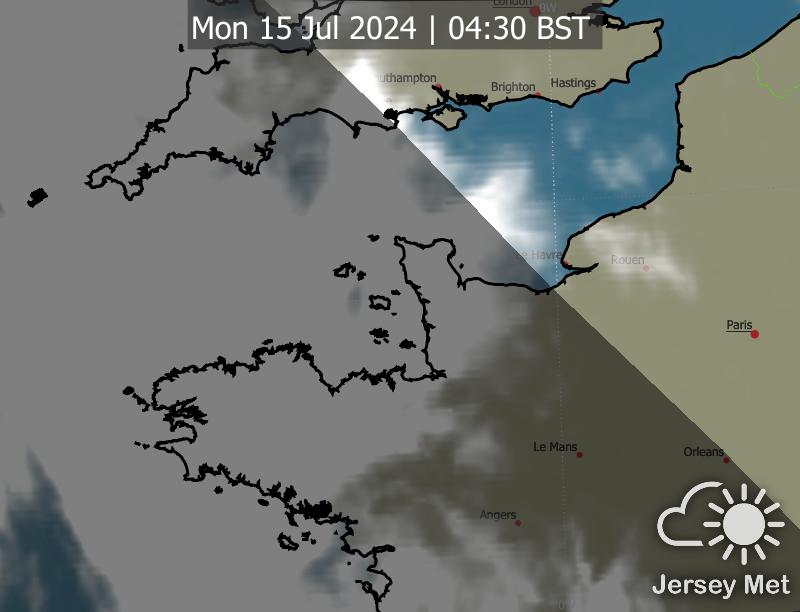 London
0W
Mon 15 Jul 2024 | 04:30 BST
uthampton
Brighton
Hastings
e Havre
Rouen
Paris
Le Mans
Orleans
Angers
Jersey Met